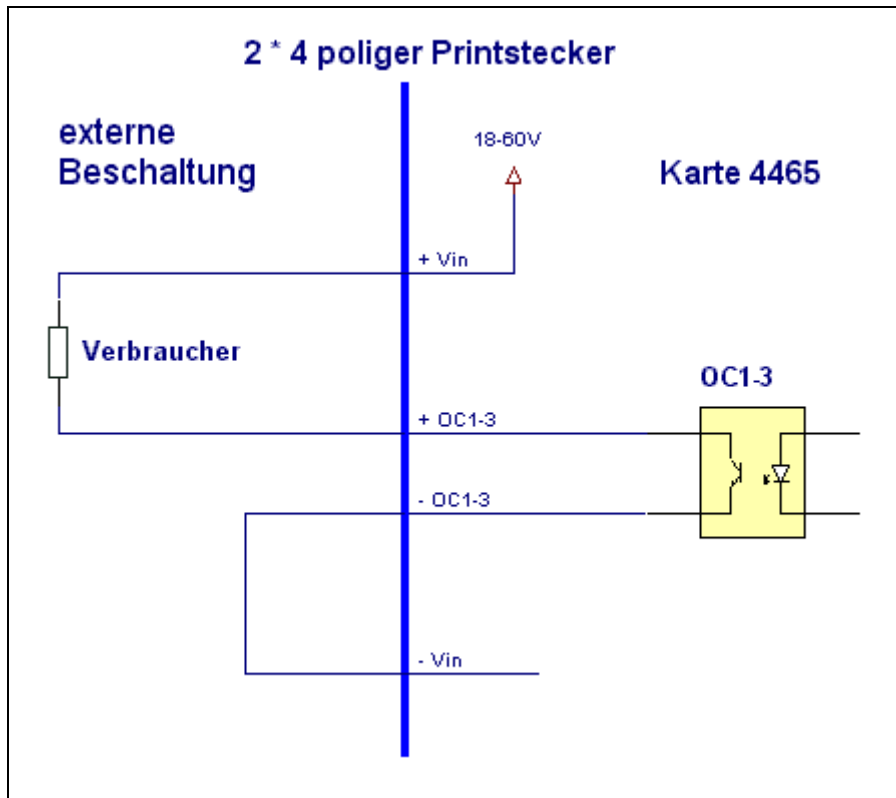 2 * 4 poliger Printstecker
externe
Beschaltung
18-60V
Karte 4465
+ Vin
Verbraucher
OC1-3
+ OC1-3
- OC1-3
- Vin